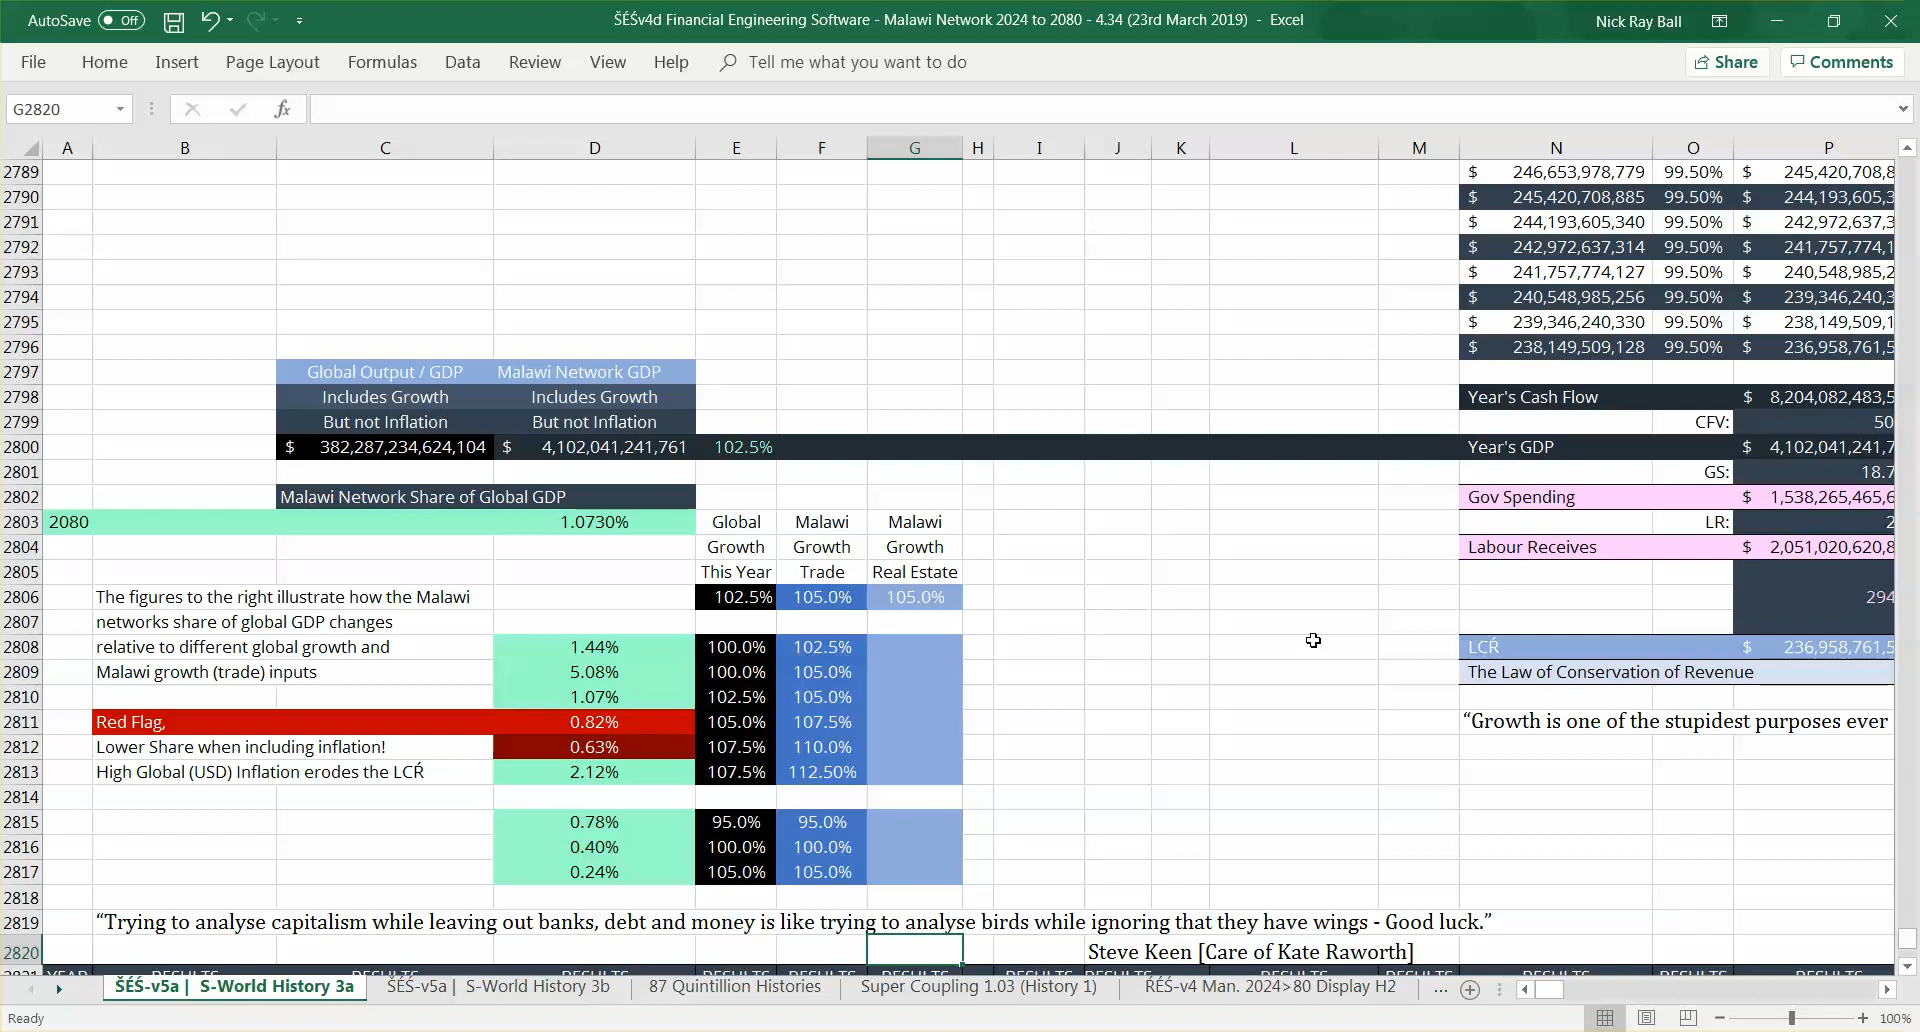 AutoSave Off ŠÉŚv4d Financial Engineering Software - Malawi Network 2024 to 2080 - 4.34 (23rd March 2019) - Excel Nick Ray Ball
File Home Insert Page Layout Formulas Data Review View Help Tell me what you want to do Share Comments
G2820 fx
A B C D E F G H I J K L M N O P
2789 $ 246,653,978,779 99.50% $ 245,420,708,8
2790 $ 245,420,708,885 99.50% $ 244,193,605,3
2791 $ 244,193,605,340 99.50% $ 242,972,637,3
2792 $ 242,972,637,314 99.50% $ 241,757,774,1
2793 $ 241,757,774,127 99.50% $ 240,548,985,2
2794 $ 240,548,985,256 99.50% $ 239,346,240,3
2795 $ 239,346,240,330 99.50% $ 238,149,509,1
2796 $ 238,149,509,128 99.50% $ 236,958,761,5
2797 Global Output / GDP Malawi Network GDP
2798 Includes Growth Includes Growth Year's Cash Flow $ 8,204,082,483,5
2799 But not Inflation But not Inflation CFV: 50
2800 $ 382,287,234,624,104 $ 4,102,041,241,761 102.5% Year's GDP $ 4,102,041,241,7
2801 GS: 18.7
2802 Malawi Network Share of Global GDP Gov Spending $ 1,538,265,465,6
2803 2080 1.0730% Global Malawi Malawi LR: 2
2804 Growth Growth Growth Labour Receives $ 2,051,020,620,8
2805 This Year Trade Real Estate
2806 The figures to the right illustrate how the Malawi 102.5% 105.0% 105.0% 294
2807 networks share of global GDP changes
2808 relative to different global growth and 1.44% 100.0% 102.5% LCŔ $ 236,958,761,5
2809 Malawi growth (trade) inputs 5.08% 100.0% 105.0% The Law of Conservation of Revenue
2810 1.07% 102.5% 105.0%
2811 Red Flag, 0.82% 105.0% 107.5% “Growth is one of the stupidest purposes ever
2812 Lower Share when including inflation! 0.63% 107.5% 110.0%
2813 High Global (USD) Inflation erodes the LCŔ 2.12% 107.5% 112.50%
2814
2815 0.78% 95.0% 95.0%
2816 0.40% 100.0% 100.0%
2817 0.24% 105.0% 105.0%
2818
2819 “Trying to analyse capitalism while leaving out banks, debt and money is like trying to analyse birds while ignoring that they have wings - Good luck.”
2820 Steve Keen [Care of Kate Raworth]
2821 YEAR RESULTS RESULTS RESULTS RESULTS RESULTS RESULTS RESULTS RESULTS RESULTS RESULTS RESULTS RESULTS
ŠÉŚ-v5a | S-World History 3a ŠÉŚ-v5a | S-World History 3b 87 Quintillion Histories Super Coupling 1.03 (History 1) ŔÉŚ-v4 Man. 2024>80 Display H2 ...
Ready 100%